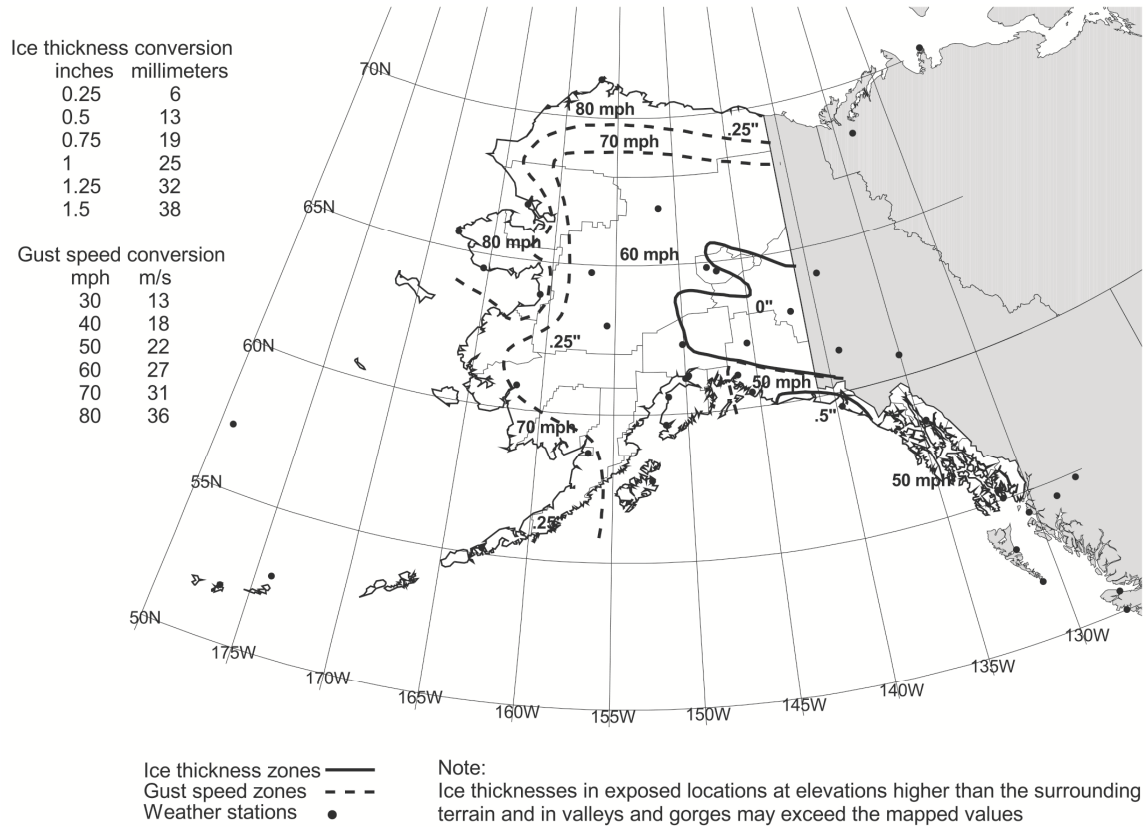 Ice thickness conversion
inches millimeters
0.25 6
0.5 13
0.75 19
1 25
1.25 32
1.5 38
Gust speed conversion
mph m/s
30 13
40 18
50 22
60 27
70 31
80 36
70N
65N
60N
55N
50N
80 mph
.25"
70 mph
80 mph
60 mph
0"
.25"
50 mph
.5"
70 mph
50 mph
.25"
175W
170W
165W
160W
155W
150W
145W
140W
135W
130W
Ice thickness zones
Gust speed zones
Weather stations
Note:
Ice thicknesses in exposed locations at elevations higher than the surrounding
terrain and in valleys and gorges may exceed the mapped values